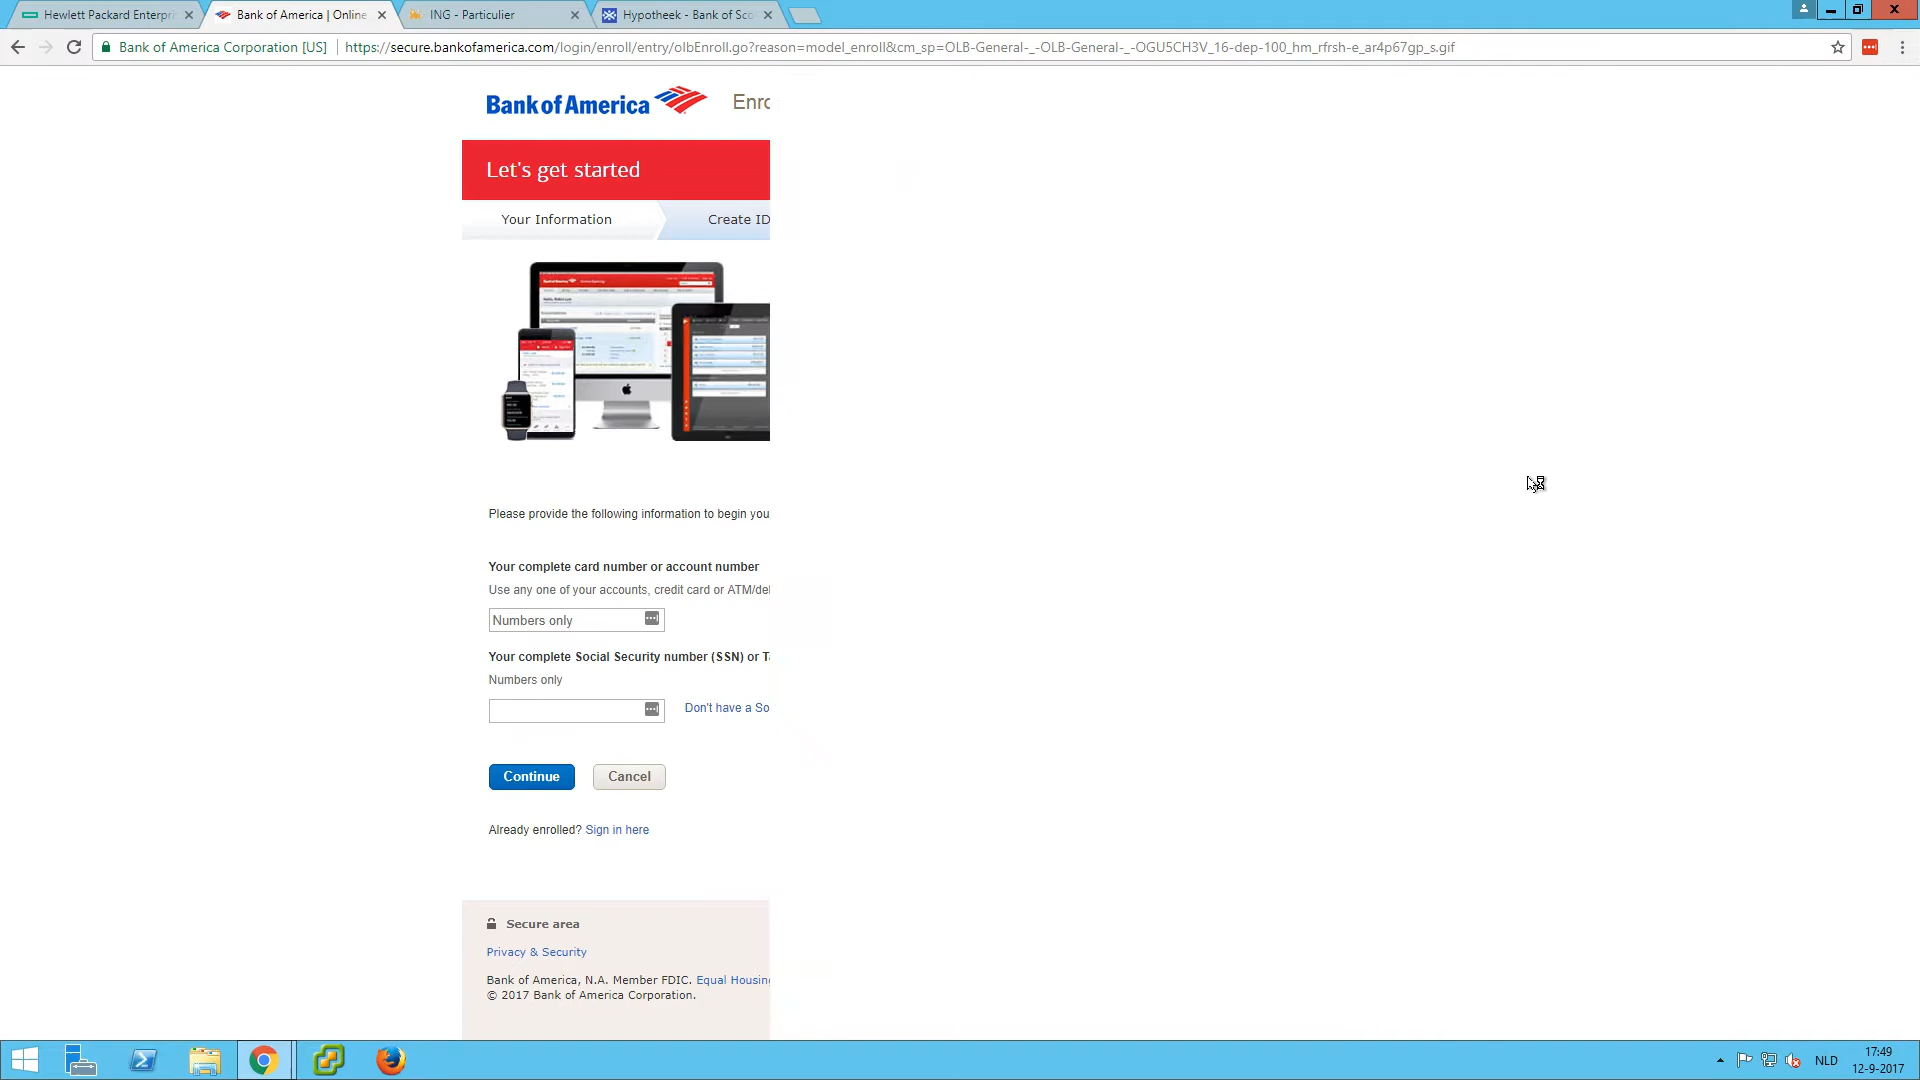 Hewlett Packard Enterpri
Bank of America | Online
ING - Particulier
Hypotheek - Bank of Sco
Bank of America Corporation [US]
https://secure.bankofamerica.com/login/enroll/entry/olbEnroll.go?reason=model_enroll&cm_sp=OLB-General-_-OLB-General-_-OGU5CH3V_16-dep-100_hm_rfrsh-e_ar4p67gp_s.gif
Bank of America
Enro
Let's get started
Your Information
Create ID
Please provide the following information to begin you
Your complete card number or account number
Use any one of your accounts, credit card or ATM/de
Numbers only
Your complete Social Security number (SSN) or T
Numbers only
Don't have a So
Continue
Cancel
Already enrolled? Sign in here
Secure area
Privacy & Security
Bank of America, N.A. Member FDIC. Equal Housing
© 2017 Bank of America Corporation.
NLD
17:49
12-9-2017